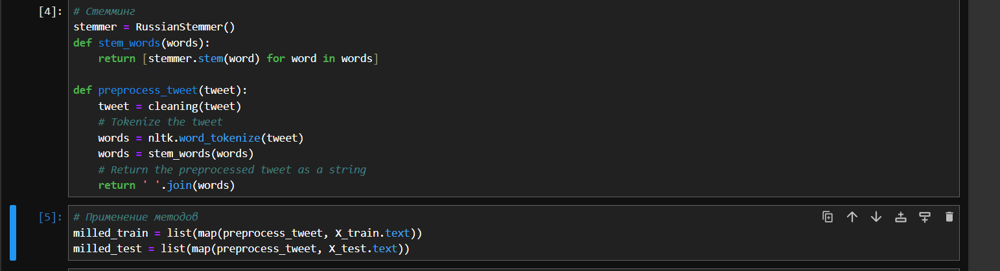 [4]: # Стемминг
stemmer = RussianStemmer()
def stem_words(words):
    return [stemmer.stem(word) for word in words]

def preprocess_tweet(tweet):
    tweet = cleaning(tweet)
    # Tokenize the tweet
    words = nltk.word_tokenize(tweet)
    words = stem_words(words)
    # Return the preprocessed tweet as a string
    return ' '.join(words)
[5]: # Применение методов
milled_train = list(map(preprocess_tweet, X_train.text))
milled_test = list(map(preprocess_tweet, X_test.text))